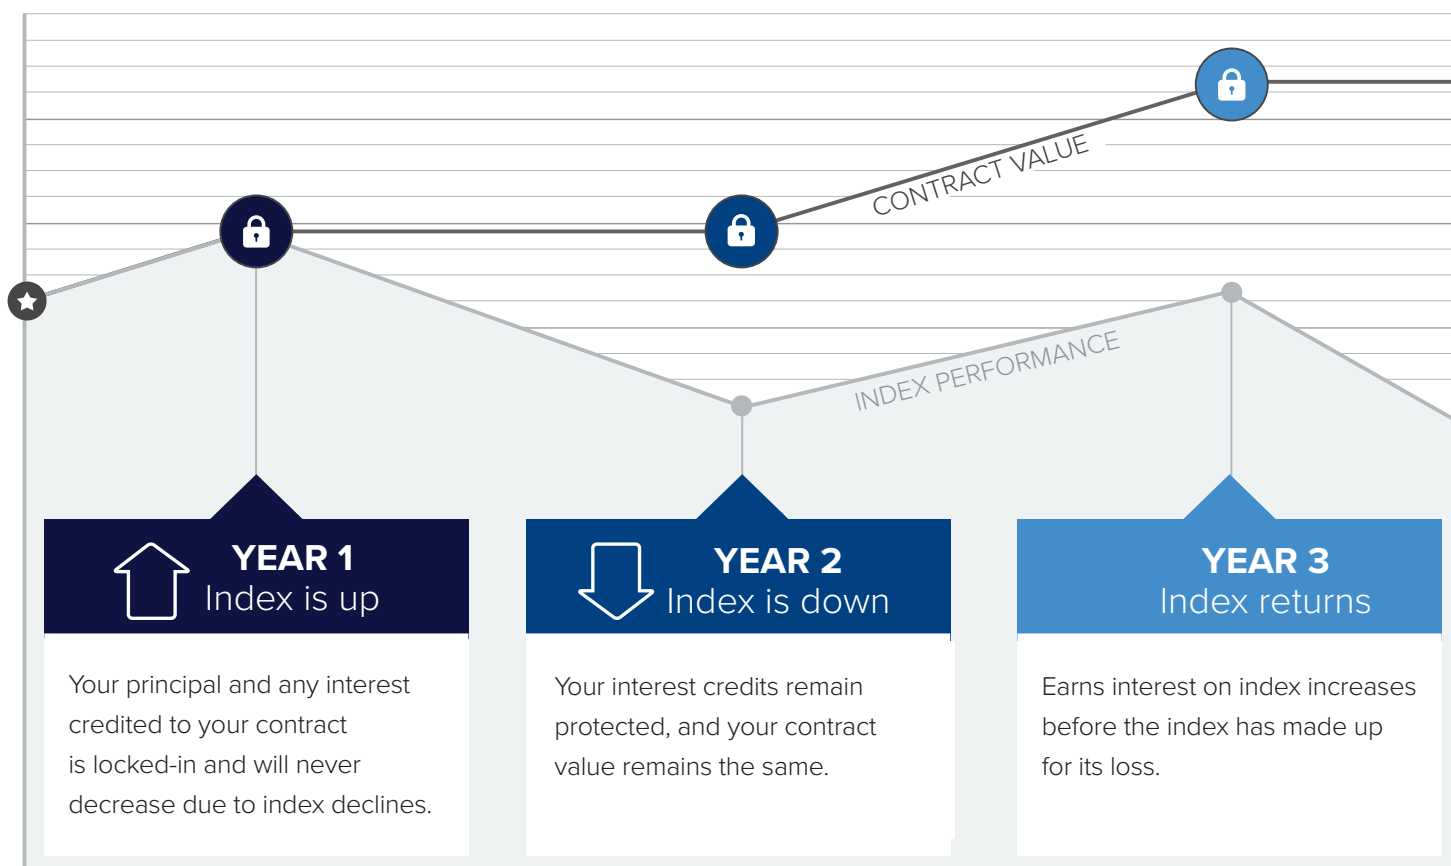 CONTRACT VALUE
INDEX PERFORMANCE
YEAR 1
Index is up
Your principal and any interest
credited to your contract
is locked-in and will never
decrease due to index declines.
YEAR 2
Index is down
Your interest credits remain
protected, and your contract
value remains the same.
YEAR 3
Index returns
Earns interest on index increases
before the index has made up
for its loss.